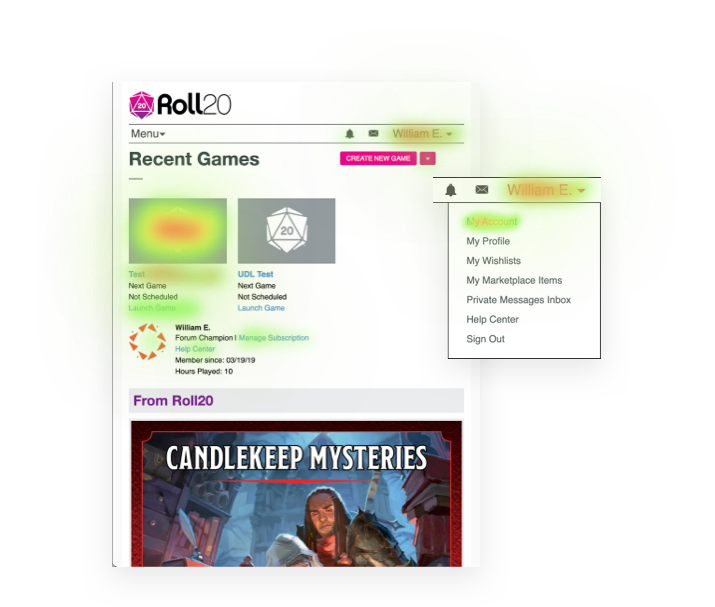 20 Roll20
Menu
William E.
Recent Games
CREATE NEW GAME
20
Test
UDL Test
Next Game
Next Game
Not Scheduled
Not Scheduled
Launch Game
Launch Game
William E.
Forum Champion | Manage Subscription
Help Center
Member since: 03/19/19
Hours Played: 10
From Roll20
CANDLEKEEP MYSTERIES
William E.
My Account
My Profile
My Wishlists
My Marketplace Items
Private Messages Inbox
Help Center
Sign Out